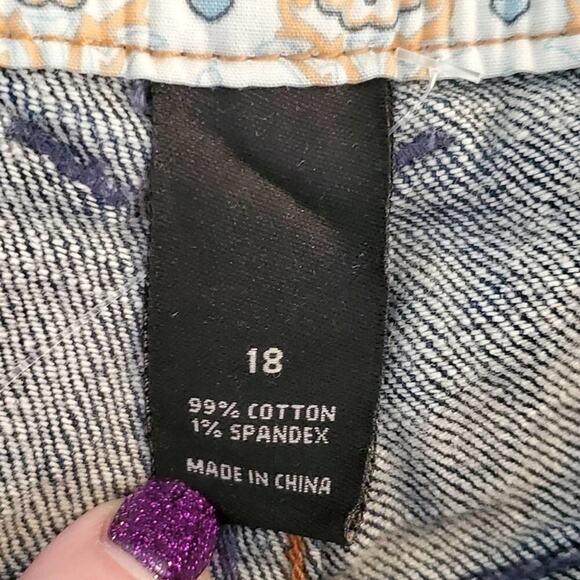 18
99% COTTON
1% SPANDEX
MADE IN CHINA